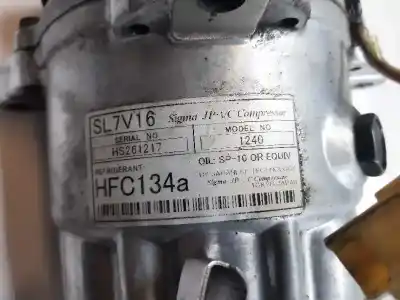 SL7V16 Sigma JP-VC Compressor
SERIAL NO MODEL NO
HS261217 1240
REFRIGERANT OIL: SP-10 OR EQUIV
HFC134a